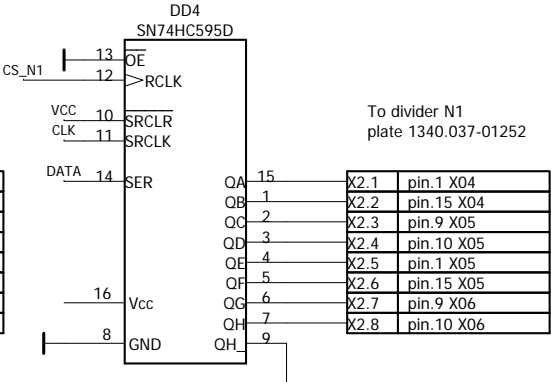 DD4
SN74HC595D
13 OE
CS_N1 12 RCLK
VCC 10 SRCLR
CLK 11 SRCLK
DATA 14 SER
16 Vcc
8 GND
To divider N1
plate 1340.037-01252
QA 15 X2.1 pin.1 X04
QB 1 X2.2 pin.15 X04
QC 2 X2.3 pin.9 X05
QD 3 X2.4 pin.10 X05
QE 4 X2.5 pin.1 X05
QF 5 X2.6 pin.15 X05
QG 6 X2.7 pin.9 X06
QH 7 X2.8 pin.10 X06
QH_ 9